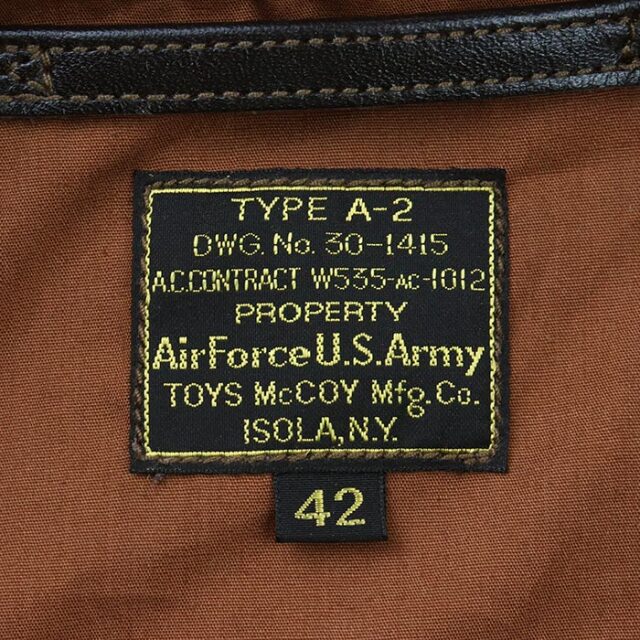 TYPE A-2
DWG. No. 30-1415
A.C.CONTRACT W535-AC-1012
PROPERTY
AirForce U.S.Army
TOYS McCOY Mfg.Co.
ISOLA, N.Y.
42